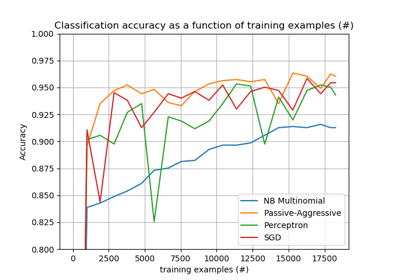 Classification accuracy as a function of training examples (#)
1.000
0.975
0.950
0.925
0.900
0.875
0.850
0.825
0.800
Accuracy
NB Multinomial
Passive-Aggressive
Perceptron
SGD
0 2500 5000 7500 10000 12500 15000 17500
training examples (#)